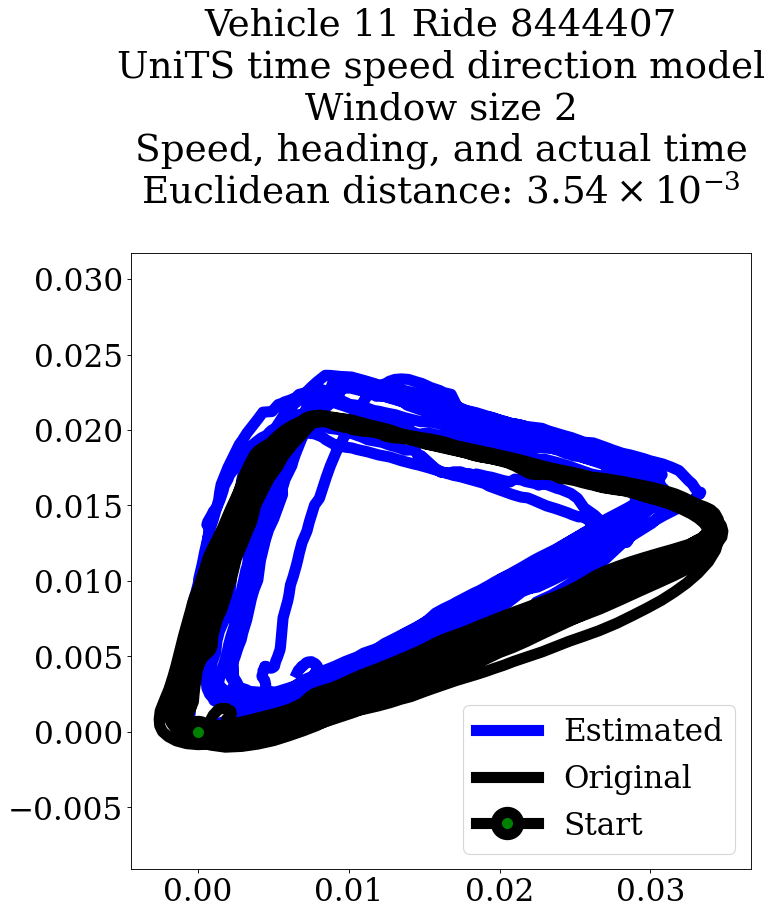 Vehicle 11 Ride 8444407
UniTS time speed direction model
Window size 2
Speed, heading, and actual time
Euclidean distance: 3.54 × 10⁻³
0.030
0.025
0.020
0.015
0.010
0.005
0.000
−0.005
Estimated
Original
Start
0.00 0.01 0.02 0.03